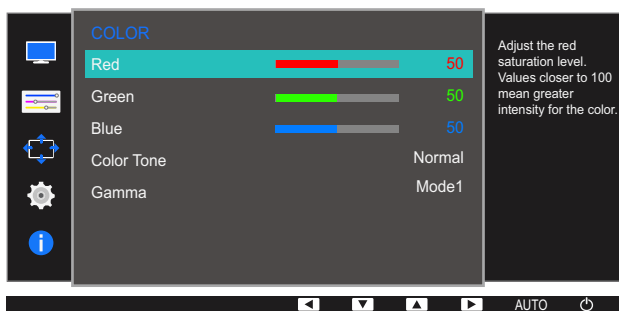 COLOR
Red 50
Green 50
Blue 50
Color Tone Normal
Gamma Mode1
Adjust the red
saturation level.
Values closer to 100
mean greater
intensity for the color.
AUTO